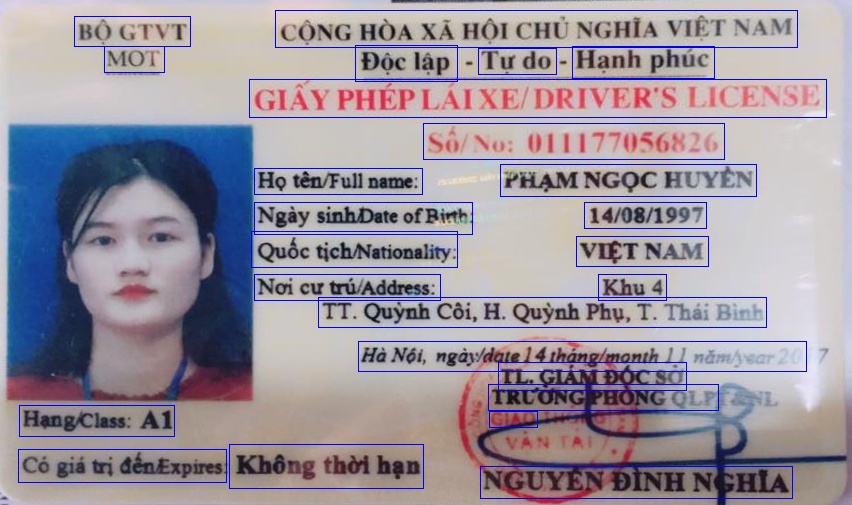 BỘ GTVT
MOT
CỘNG HÒA XÃ HỘI CHỦ NGHĨA VIỆT NAM
Độc lập - Tự do - Hạnh phúc
GIẤY PHÉP LÁI XE/ DRIVER'S LICENSE
Số/ No: 011177056826
Họ tên/Full name: PHẠM NGỌC HUYỀN
Ngày sinh/Date of Birth: 14/08/1997
Quốc tịch/Nationality: VIỆT NAM
Nơi cư trú/Address: Khu 4
TT. Quỳnh Côi, H. Quỳnh Phụ, T. Thái Bình
Hà Nội, ngày/date 14 tháng/month 11 năm/year
TL. GIÁM ĐỐC SỞ
TRƯỞNG PHÒNG QLPT&NL
GIAO THÔNG
VẬN TẢI
Hạng/Class: A1
Có giá trị đến/Expires: Không thời hạn
NGUYỄN ĐÌNH NGHĨA